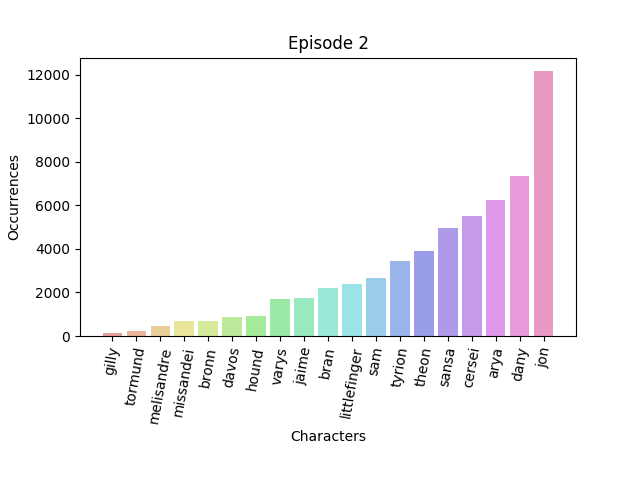 Episode 2
Occurrences
12000
10000
8000
6000
4000
2000
0
gilly
tormund
melisandre
missandei
bronn
davos
hound
varys
jaime
bran
littlefinger
sam
tyrion
theon
sansa
cersei
arya
dany
jon
Characters